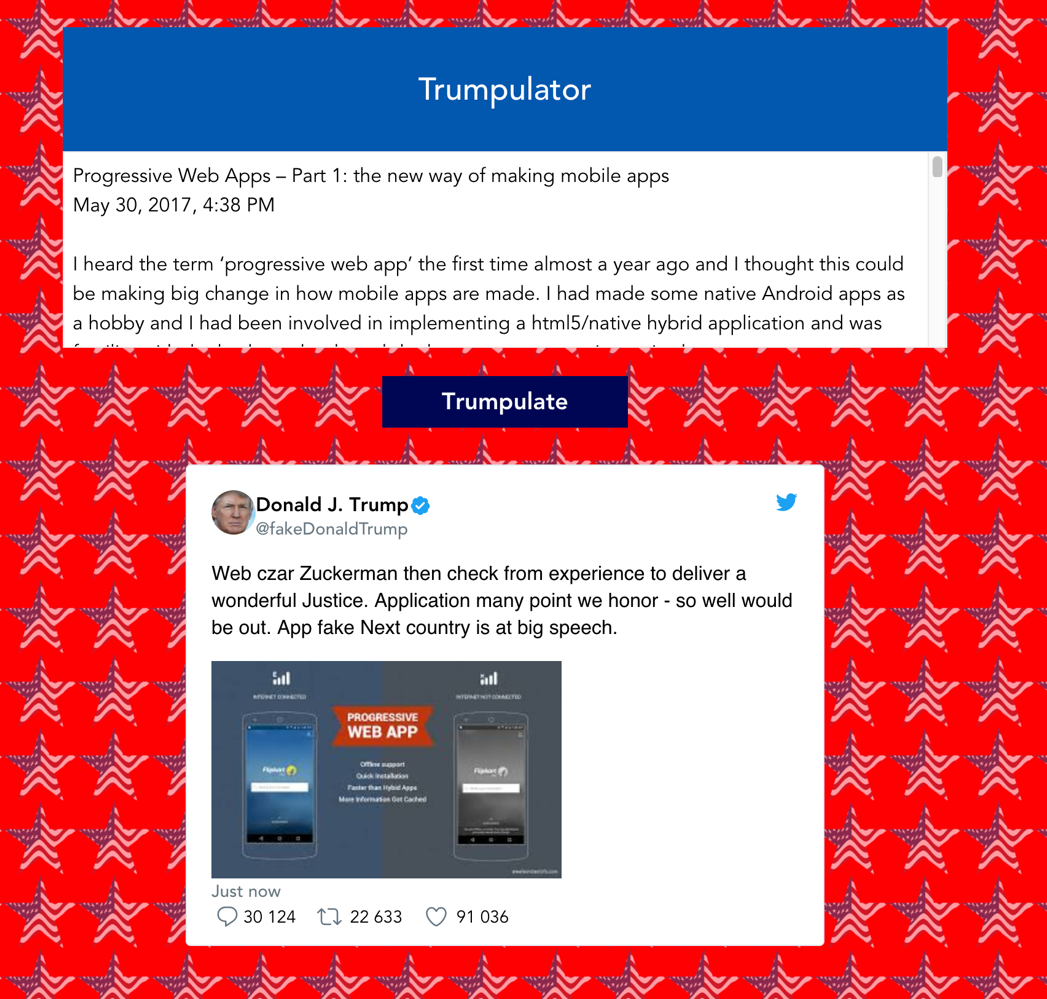 Trumpulator
Progressive Web Apps – Part 1: the new way of making mobile apps
May 30, 2017, 4:38 PM
I heard the term ‘progressive web app’ the first time almost a year ago and I thought this could
be making big change in how mobile apps are made. I had made some native Android apps as
a hobby and I had been involved in implementing a html5/native hybrid application and was
Trumpulate
Donald J. Trump
@fakeDonaldTrump
Web czar Zuckerman then check from experience to deliver a
wonderful Justice. Application many point we honor - so well would
be out. App fake Next country is at big speech.
INTERNET CONNECTED
INTERNET NOT CONNECTED
PROGRESSIVE
WEB APP
Flipkart
Flipkart
Offline support
Quick Installation
Faster than Hybid Apps
More Information Got Cached
Just now
30 124 22 633 91 036